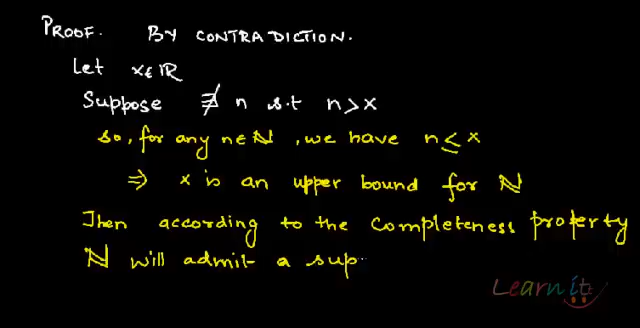 PROOF. BY CONTRADICTION.
Let x∈ℝ
Suppose ∄ n s.t n>x
so, for any n∈ℕ, we have n≤x
⇒ x is an upper bound for ℕ
Then according to the completeness property
ℕ will admit a sup
Learnit